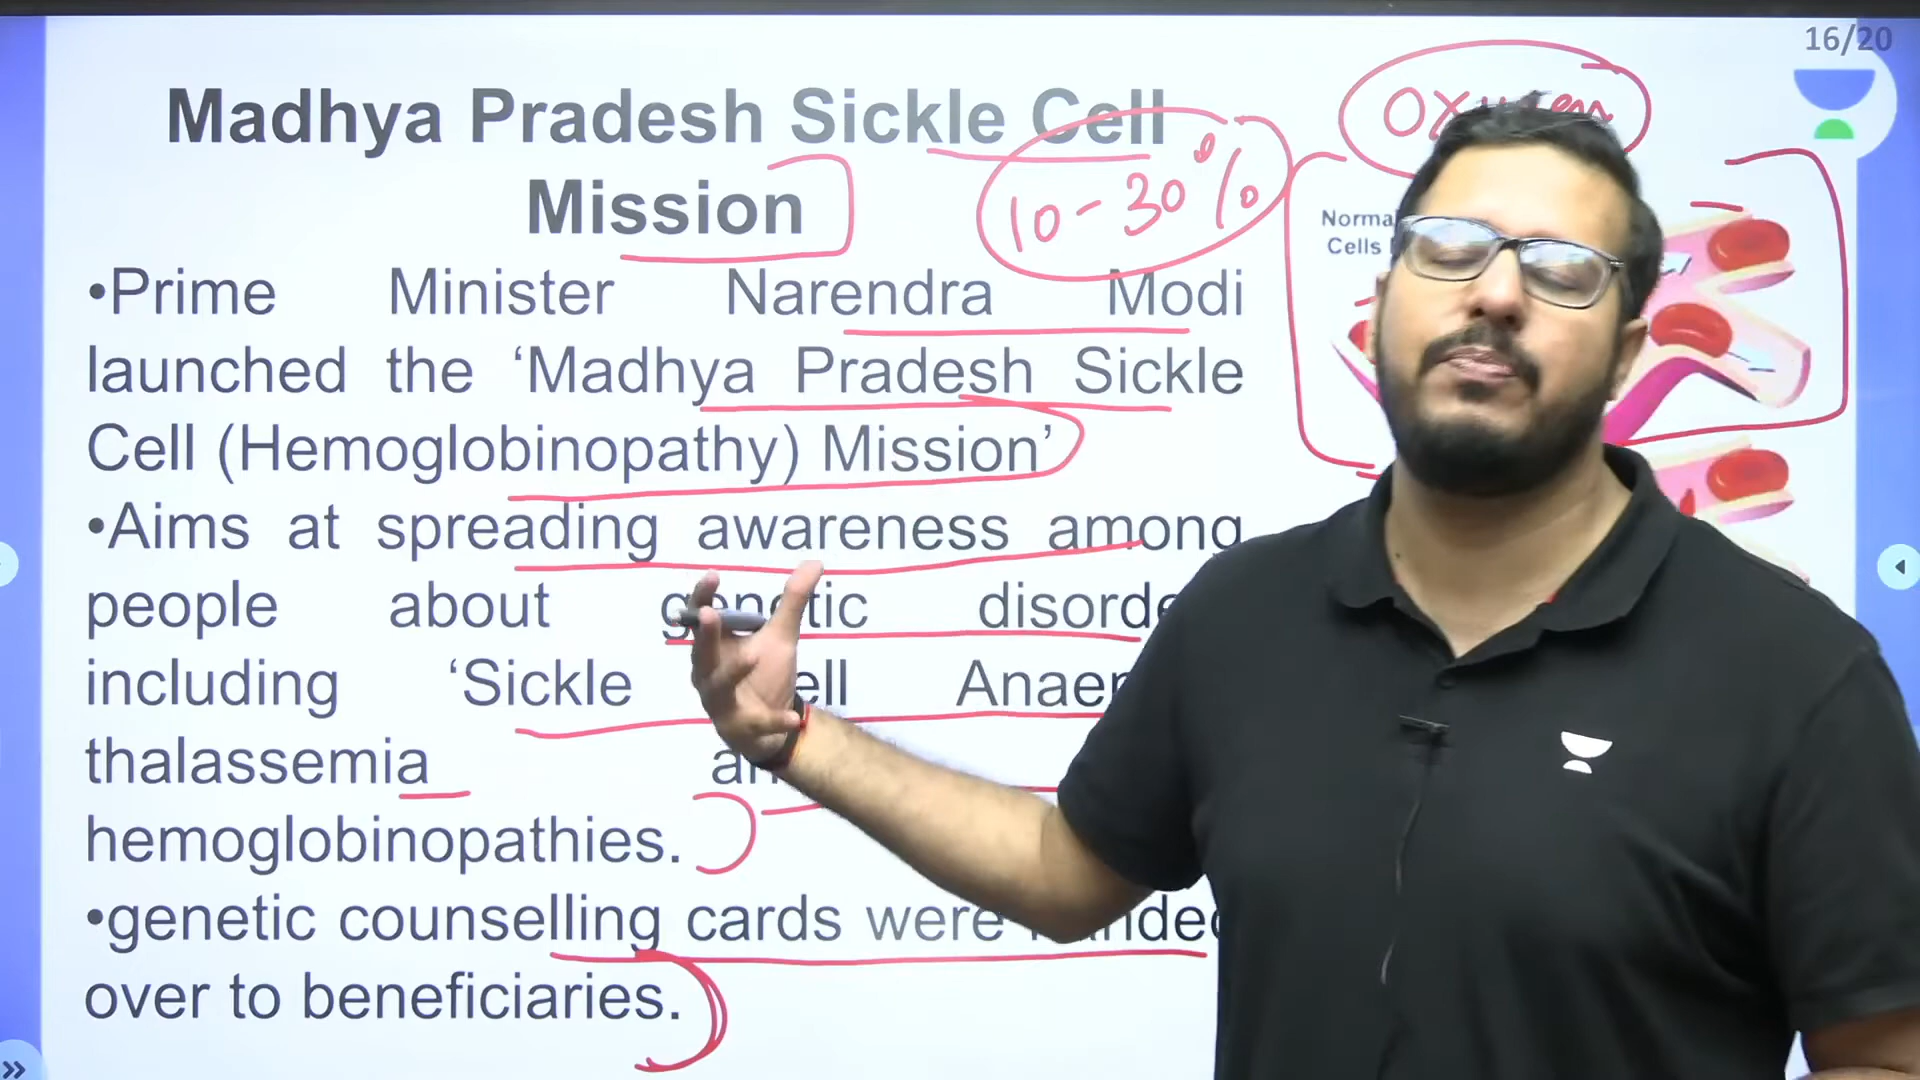 16/20
Madhya Pradesh Sickle Cell
Mission
10-30%
•Prime Minister Narendra Modi
launched the ‘Madhya Pradesh Sickle
Cell (Hemoglobinopathy) Mission’
•Aims at spreading awareness among
people about genetic
including ‘Sickle
thalassemia
hemoglobinopathies.
•genetic counselling cards were
over to beneficiaries.
Cells